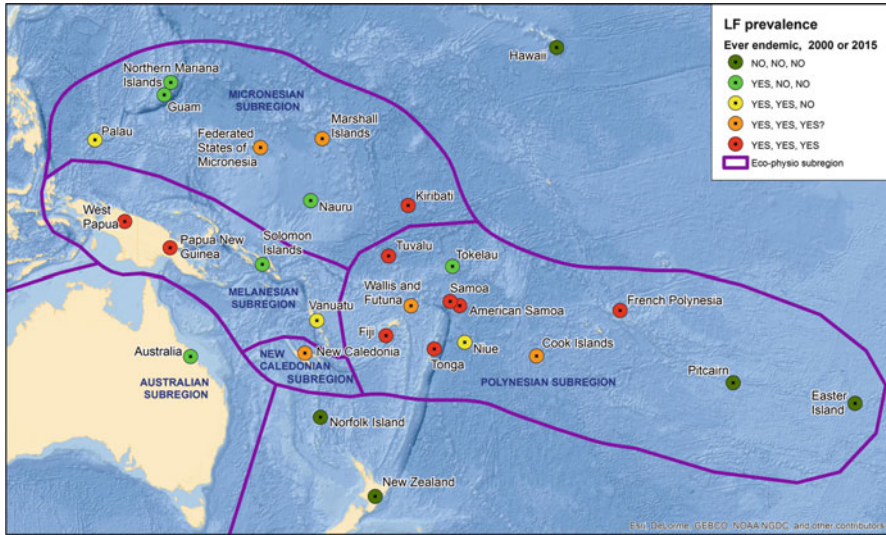 LF prevalence
Ever endemic, 2000 or 2015
NO, NO, NO
YES, NO, NO
YES, YES, NO
YES, YES, YES?
YES, YES, YES
Eco-physio subregion
Hawaii
Northern Mariana
Islands
Guam
MICRONESIAN
SUBREGION
Palau
Federated
States of
Micronesia
Marshall
Islands
Nauru
Kiribati
West
Papua
Papua New
Guinea
Solomon
Islands
MELANESIAN
SUBREGION
Vanuatu
Tuvalu
Tokelau
Wallis and
Futuna
Samoa
American Samoa
French Polynesia
Fiji
Tonga
Niue
Cook Islands
POLYNESIAN SUBREGION
Pitcairn
Easter
Island
Australia
AUSTRALIAN
SUBREGION
NEW
CALEDONIAN
SUBREGION
New Caledonia
Norfolk Island
New Zealand
Esri, DeLorme, GEBCO, NOAA NGDC, and other contributors